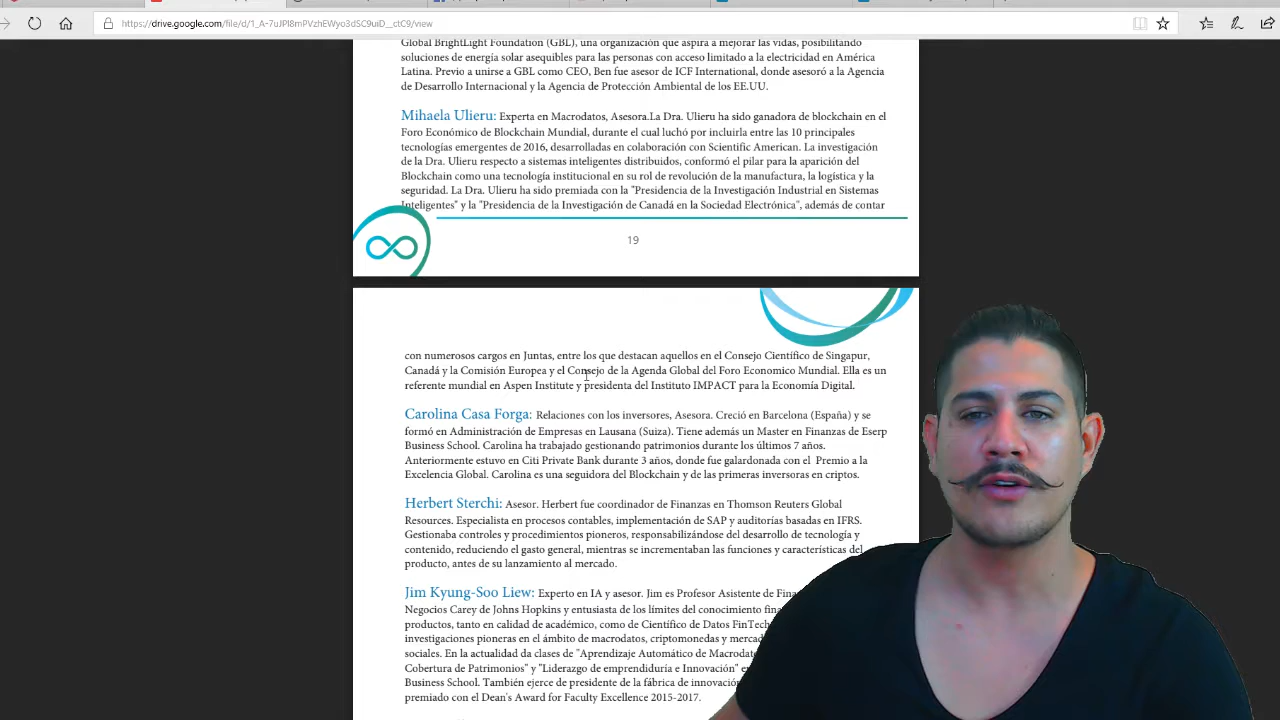 https://drive.google.com/file/d/1_A-7uJPl8mPVzhEWyo3dSC9uiD__ctC9/view
Global BrightLight Foundation (GBL), una organización que aspira a mejorar las vidas, posibilitando
soluciones de energía solar asequibles para las personas con acceso limitado a la electricidad en América
Latina. Previo a unirse a GBL como CEO, Ben fue asesor de ICF International, donde asesoró a la Agencia
de Desarrollo Internacional y la Agencia de Protección Ambiental de los EE.UU.
Mihaela Ulieru: Experta en Macrodatos, Asesora.La Dra. Ulieru ha sido ganadora de blockchain en el
Foro Económico de Blockchain Mundial, durante el cual luchó por incluirla entre las 10 principales
tecnologías emergentes de 2016, desarrolladas en colaboración con Scientific American. La investigación
de la Dra. Ulieru respecto a sistemas inteligentes distribuidos, conformó el pilar para la aparición del
Blockchain como una tecnología institucional en su rol de revolución de la manufactura, la logística y la
seguridad. La Dra. Ulieru ha sido premiada con la "Presidencia de la Investigación Industrial en Sistemas
Inteligentes" y la "Presidencia de la Investigación de Canadá en la Sociedad Electrónica", además de contar
19
con numerosos cargos en Juntas, entre los que destacan aquellos en el Consejo Científico de Singapur,
Canadá y la Comisión Europea y el Consejo de la Agenda Global del Foro Economico Mundial. Ella es un
referente mundial en Aspen Institute y presidenta del Instituto IMPACT para la Economía Digital.
Carolina Casa Forga: Relaciones con los inversores, Asesora. Creció en Barcelona (España) y se
formó en Administración de Empresas en Lausana (Suiza). Tiene además un Master en Finanzas de Eserp
Business School. Carolina ha trabajado gestionando patrimonios durante los últimos 7 años.
Anteriormente estuvo en Citi Private Bank durante 3 años, donde fue galardonada con el Premio a la
Excelencia Global. Carolina es una seguidora del Blockchain y de las primeras inversoras en criptos.
Herbert Sterchi: Asesor. Herbert fue coordinador de Finanzas en Thomson Reuters Global
Resources. Especialista en procesos contables, implementación de SAP y auditorías basadas en IFRS.
Gestionaba controles y procedimientos pioneros, responsabilizándose del desarrollo de tecnología y
contenido, reduciendo el gasto general, mientras se incrementaban las funciones y características del
producto, antes de su lanzamiento al mercado.
Jim Kyung-Soo Liew: Experto en IA y asesor. Jim es Profesor Asistente de
Negocios Carey de Johns Hopkins y entusiasta de los límites del conocimiento
productos, tanto en calidad de académico, como de Científico de Datos
investigaciones pioneras en el ámbito de macrodatos, criptomonedas y
sociales. En la actualidad da clases de "Aprendizaje Automático de
Cobertura de Patrimonios" y "Liderazgo de emprendiduría e Innovación"
Business School. También ejerce de presidente de la fábrica de
premiado con el Dean's Award for Faculty Excellence 2015-2017.